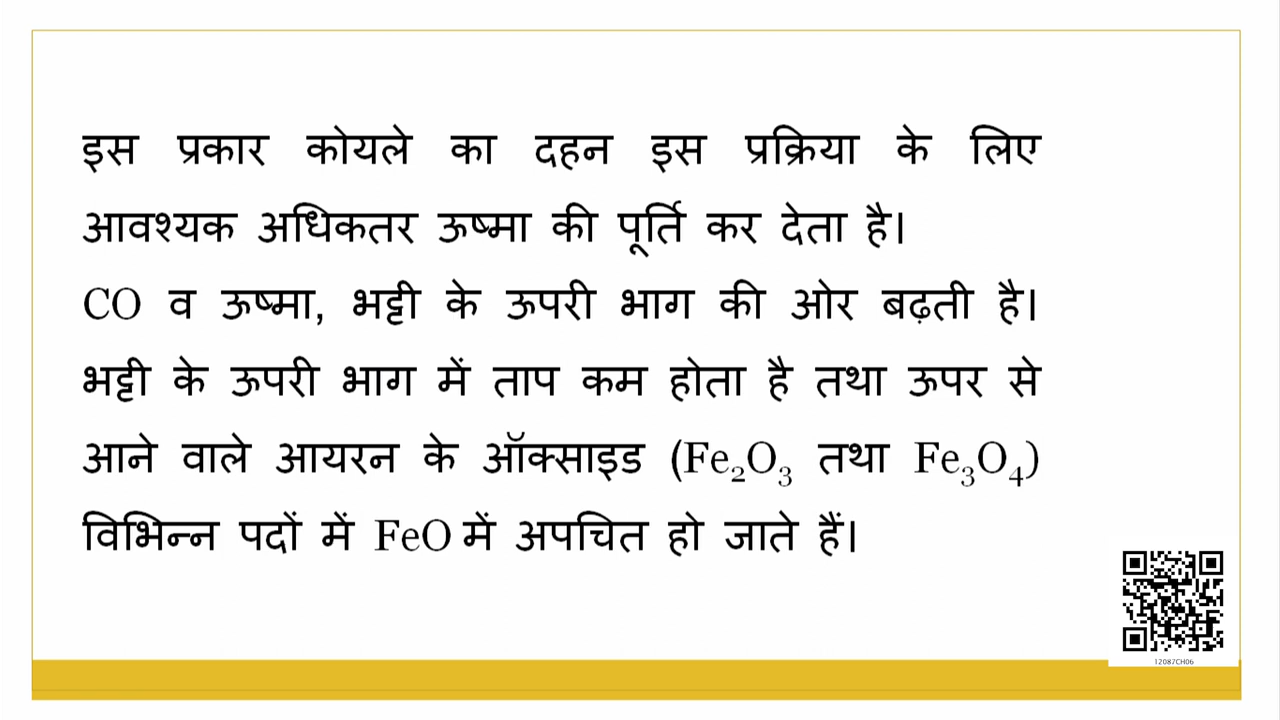 इस प्रकार कोयले का दहन इस प्रक्रिया के लिए
आवश्यक अधिकतर ऊष्मा की पूर्ति कर देता है।
CO व ऊष्मा, भट्टी के ऊपरी भाग की ओर बढ़ती है।
भट्टी के ऊपरी भाग में ताप कम होता है तथा ऊपर से
आने वाले आयरन के ऑक्साइड (Fe₂O₃ तथा Fe₃O₄)
विभिन्न पदों में FeO में अपचित हो जाते हैं।
12087CH06